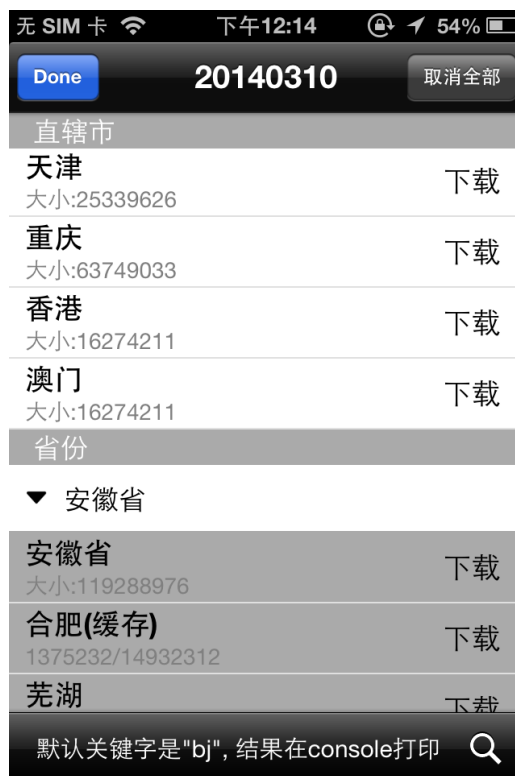 无 SIM 卡 下午12:14 54%
Done 20140310 取消全部
直辖市
天津
大小:25339626
下载
重庆
大小:63749033
下载
香港
大小:16274211
下载
澳门
大小:16274211
下载
省份
安徽省
安徽省
大小:119288976
下载
合肥(缓存)
1375232/14932312
下载
芜湖
下载
默认关键字是"bj", 结果在console打印